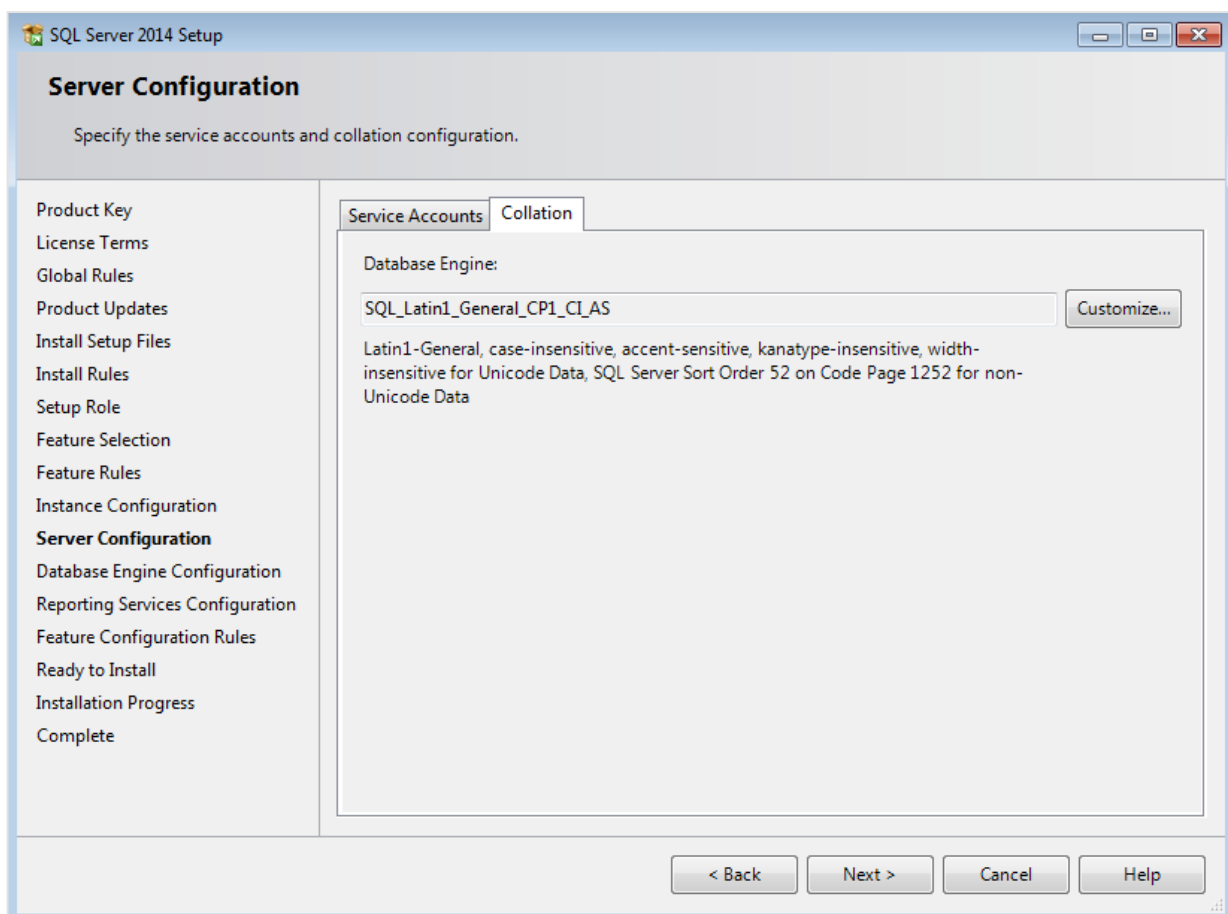 SQL Server 2014 Setup
Server Configuration
Specify the service accounts and collation configuration.
Product Key
License Terms
Global Rules
Product Updates
Install Setup Files
Install Rules
Setup Role
Feature Selection
Feature Rules
Instance Configuration
Server Configuration
Database Engine Configuration
Reporting Services Configuration
Feature Configuration Rules
Ready to Install
Installation Progress
Complete
Service Accounts Collation
Database Engine:
SQL_Latin1_General_CP1_CI_AS Customize...
Latin1-General, case-insensitive, accent-sensitive, kanatype-insensitive, width-
insensitive for Unicode Data, SQL Server Sort Order 52 on Code Page 1252 for non-
Unicode Data
< Back Next > Cancel Help